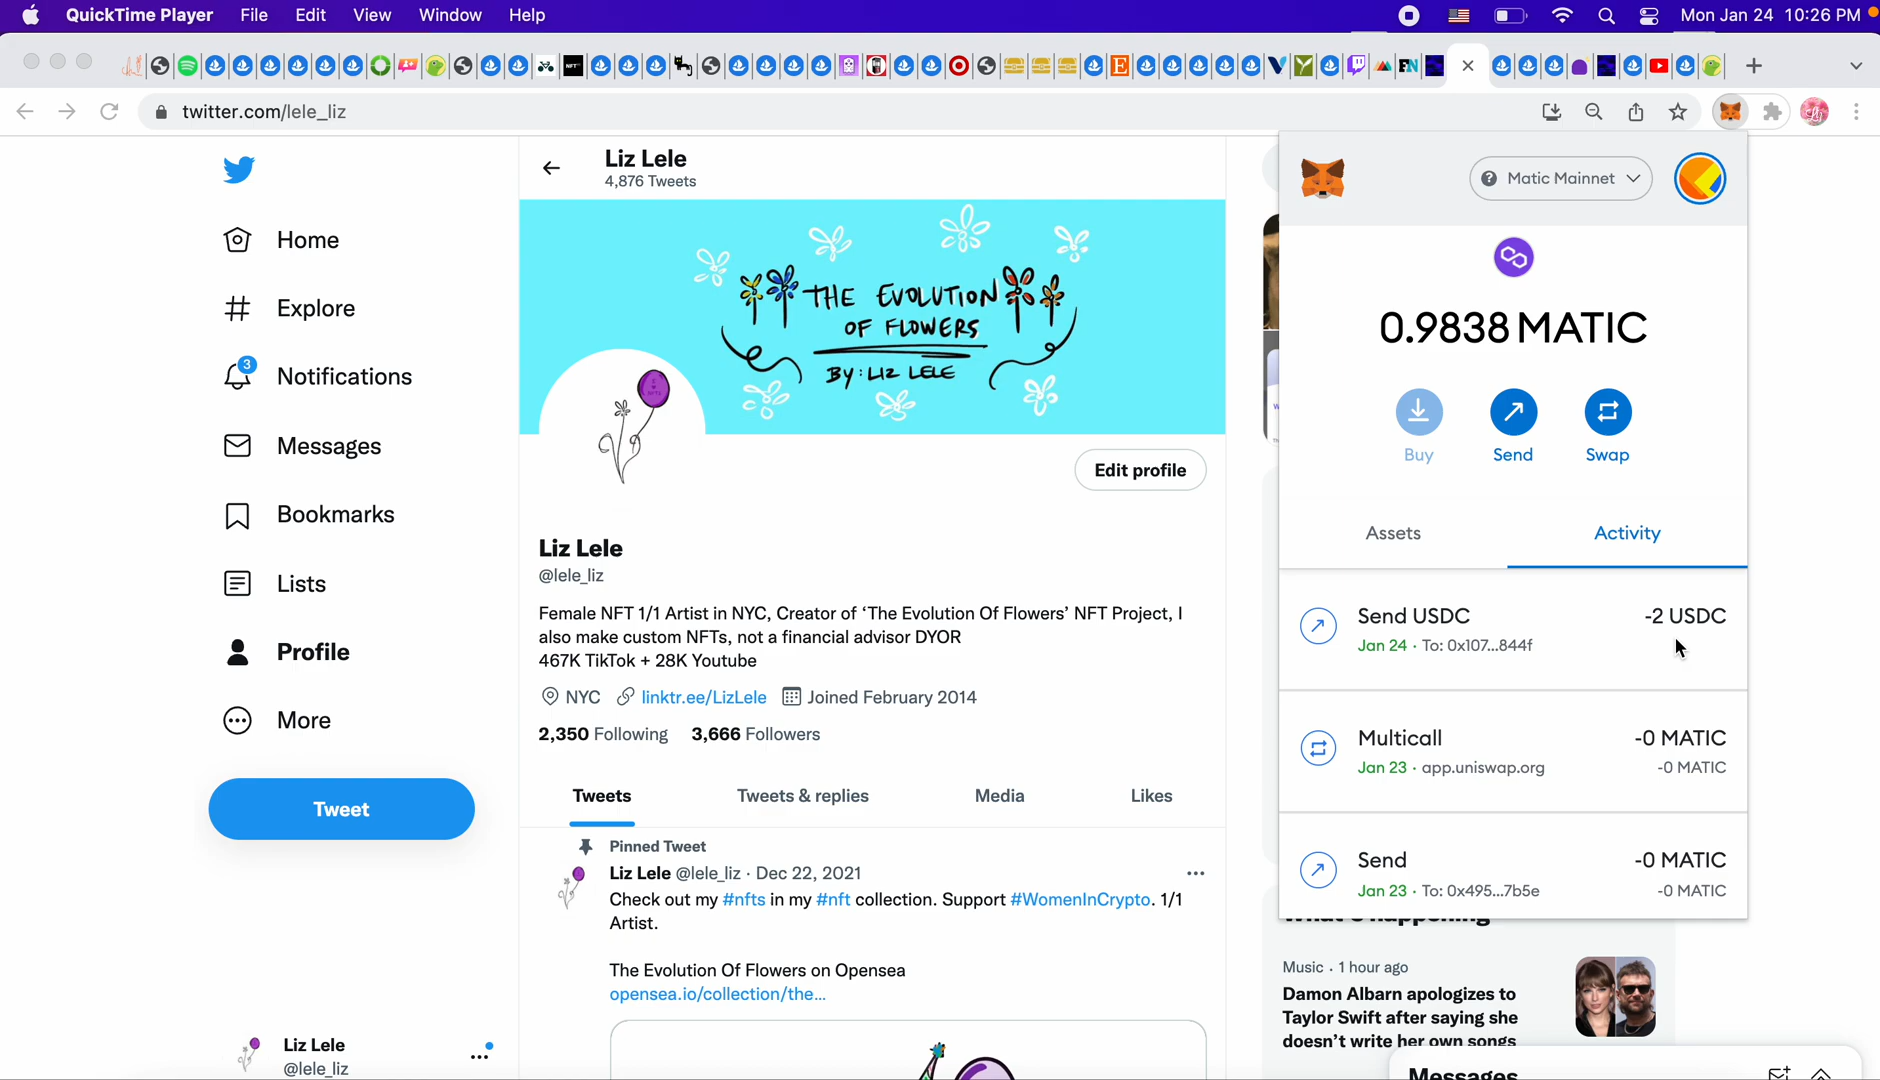 QuickTime Player File Edit View Window Help Mon Jan 24 10:26 PM
twitter.com/lele_liz
Liz Lele
4,876 Tweets
Home
Explore
3
Notifications
Messages
Bookmarks
Lists
Profile
More
Tweet
Liz Lele
@lele_liz
THE EVOLUTION
OF FLOWERS
BY: LIZ LELE
Edit profile
Liz Lele
@lele_liz
Female NFT 1/1 Artist in NYC, Creator of ‘The Evolution Of Flowers’ NFT Project, I
also make custom NFTs, not a financial advisor DYOR
467K TikTok + 28K Youtube
NYC linktr.ee/LizLele Joined February 2014
2,350 Following 3,666 Followers
Tweets Tweets & replies Media Likes
Pinned Tweet
Liz Lele @lele_liz · Dec 22, 2021
Check out my #nfts in my #nft collection. Support #WomenInCrypto. 1/1
Artist.
The Evolution Of Flowers on Opensea
opensea.io/collection/the...
Matic Mainnet
0.9838 MATIC
Buy Send Swap
Assets Activity
Send USDC -2 USDC
Jan 24 · To: 0x107...844f
Multicall -0 MATIC
Jan 23 · app.uniswap.org -0 MATIC
Send -0 MATIC
Jan 23 · To: 0x495...7b5e -0 MATIC
What's happening
Music · 1 hour ago
Damon Albarn apologizes to
Taylor Swift after saying she
doesn't write her own songs
Messages